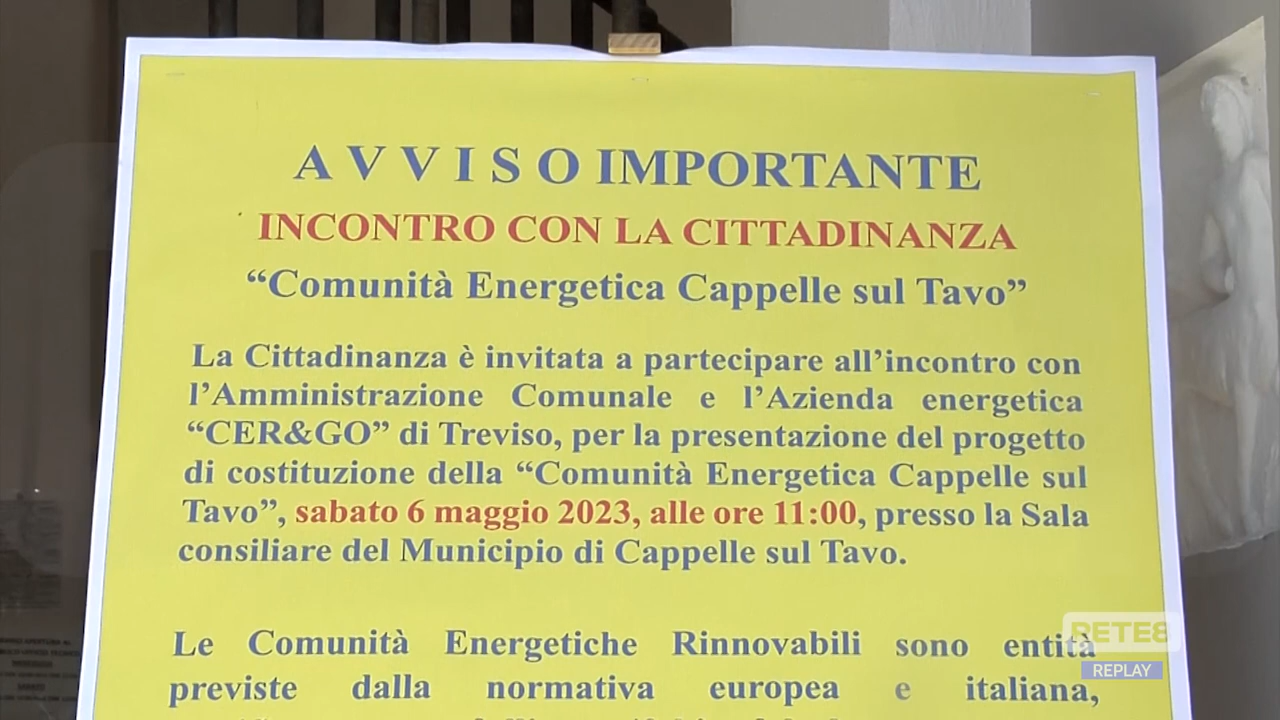 A V V I S O IMPORTANTE
INCONTRO CON LA CITTADINANZA
“Comunità Energetica Cappelle sul Tavo”
La Cittadinanza è invitata a partecipare all’incontro con
l’Amministrazione Comunale e l’Azienda energetica
“CER&GO” di Treviso, per la presentazione del progetto
di costituzione della “Comunità Energetica Cappelle sul
Tavo”, sabato 6 maggio 2023, alle ore 11:00, presso la Sala
consiliare del Municipio di Cappelle sul Tavo.
Le Comunità Energetiche Rinnovabili sono entità
previste dalla normativa europea e italiana,
RETE8
REPLAY